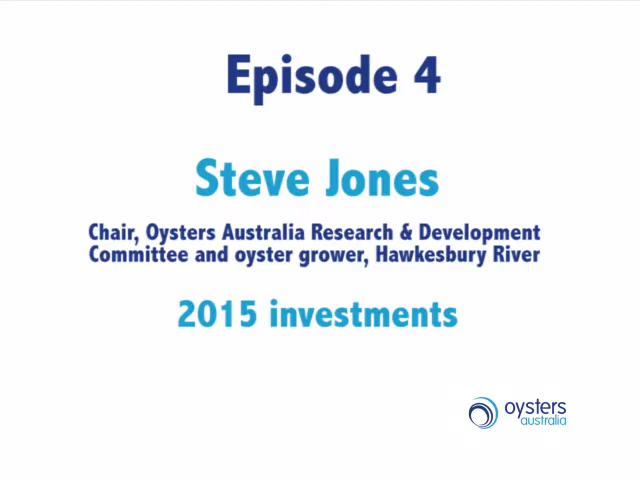 Episode 4
Steve Jones
Chair, Oysters Australia Research & Development
Committee and oyster grower, Hawkesbury River
2015 investments
oysters
australia